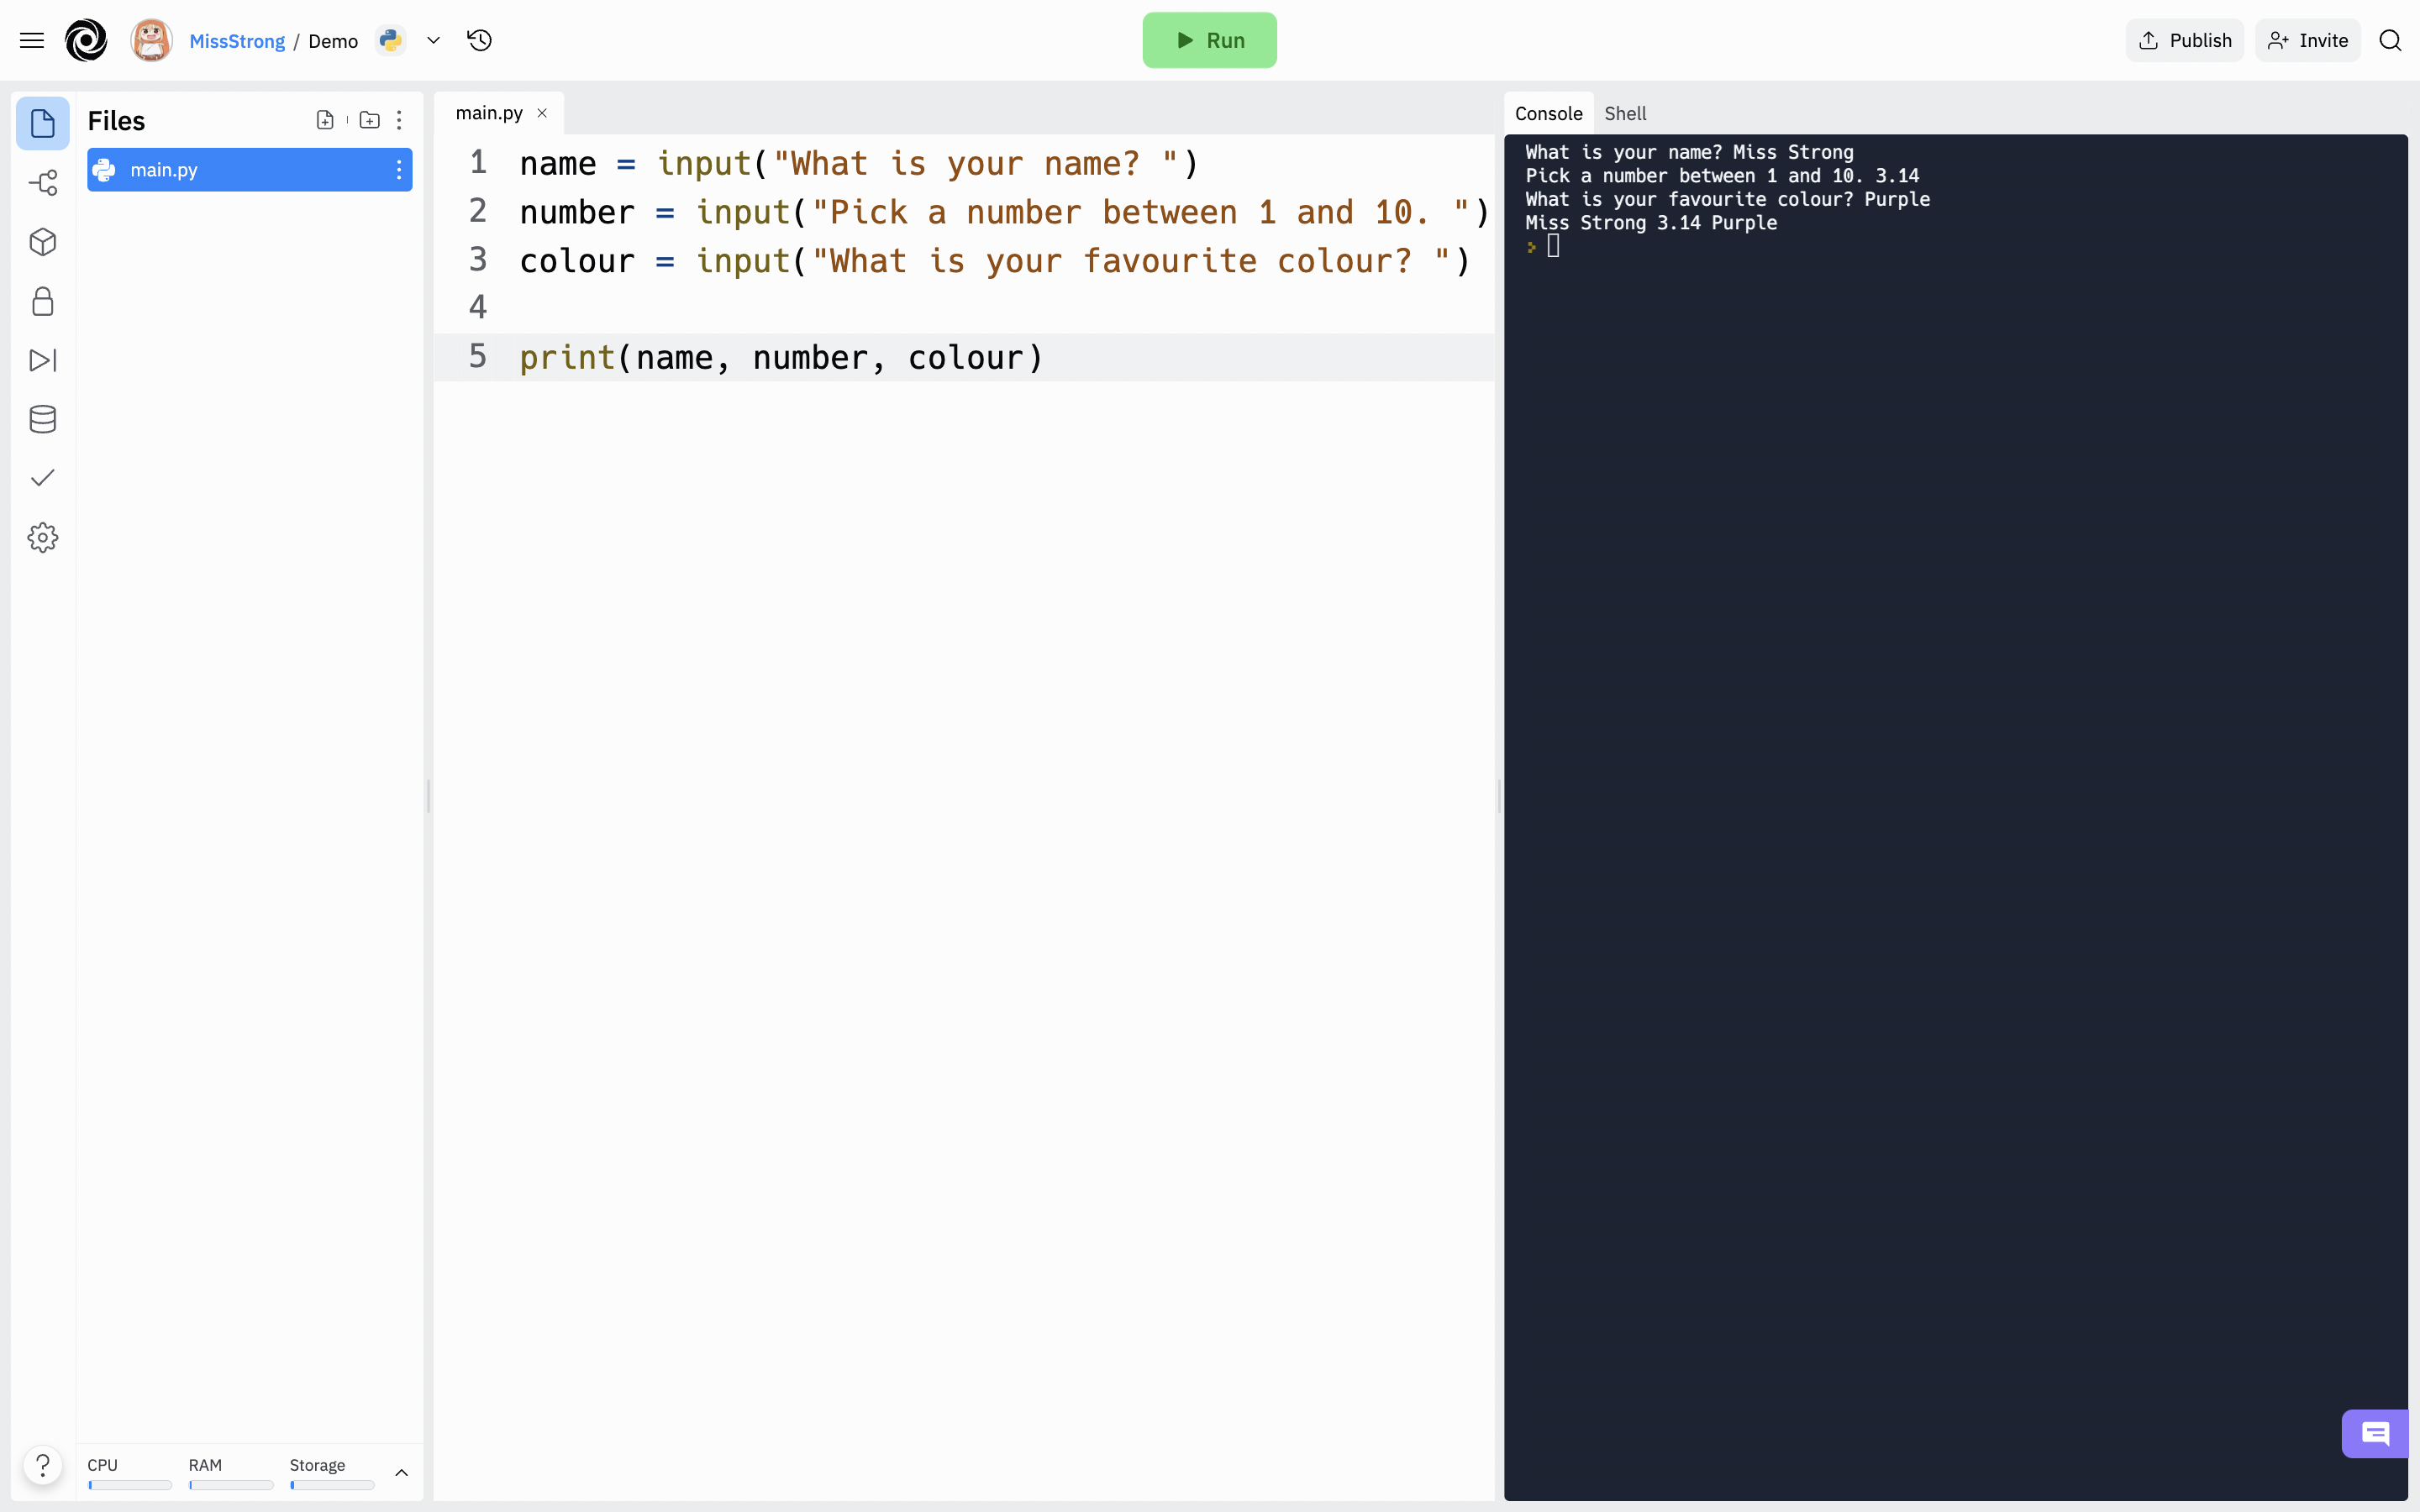 MissStrong / Demo
Run
Publish
Invite
Files
main.py
CPU
RAM
Storage
?
main.py ×
1 name = input("What is your name? ")
2 number = input("Pick a number between 1 and 10. ")
3 colour = input("What is your favourite colour? ")
4
5 print(name, number, colour)
Console
Shell
What is your name? Miss Strong
Pick a number between 1 and 10. 3.14
What is your favourite colour? Purple
Miss Strong 3.14 Purple